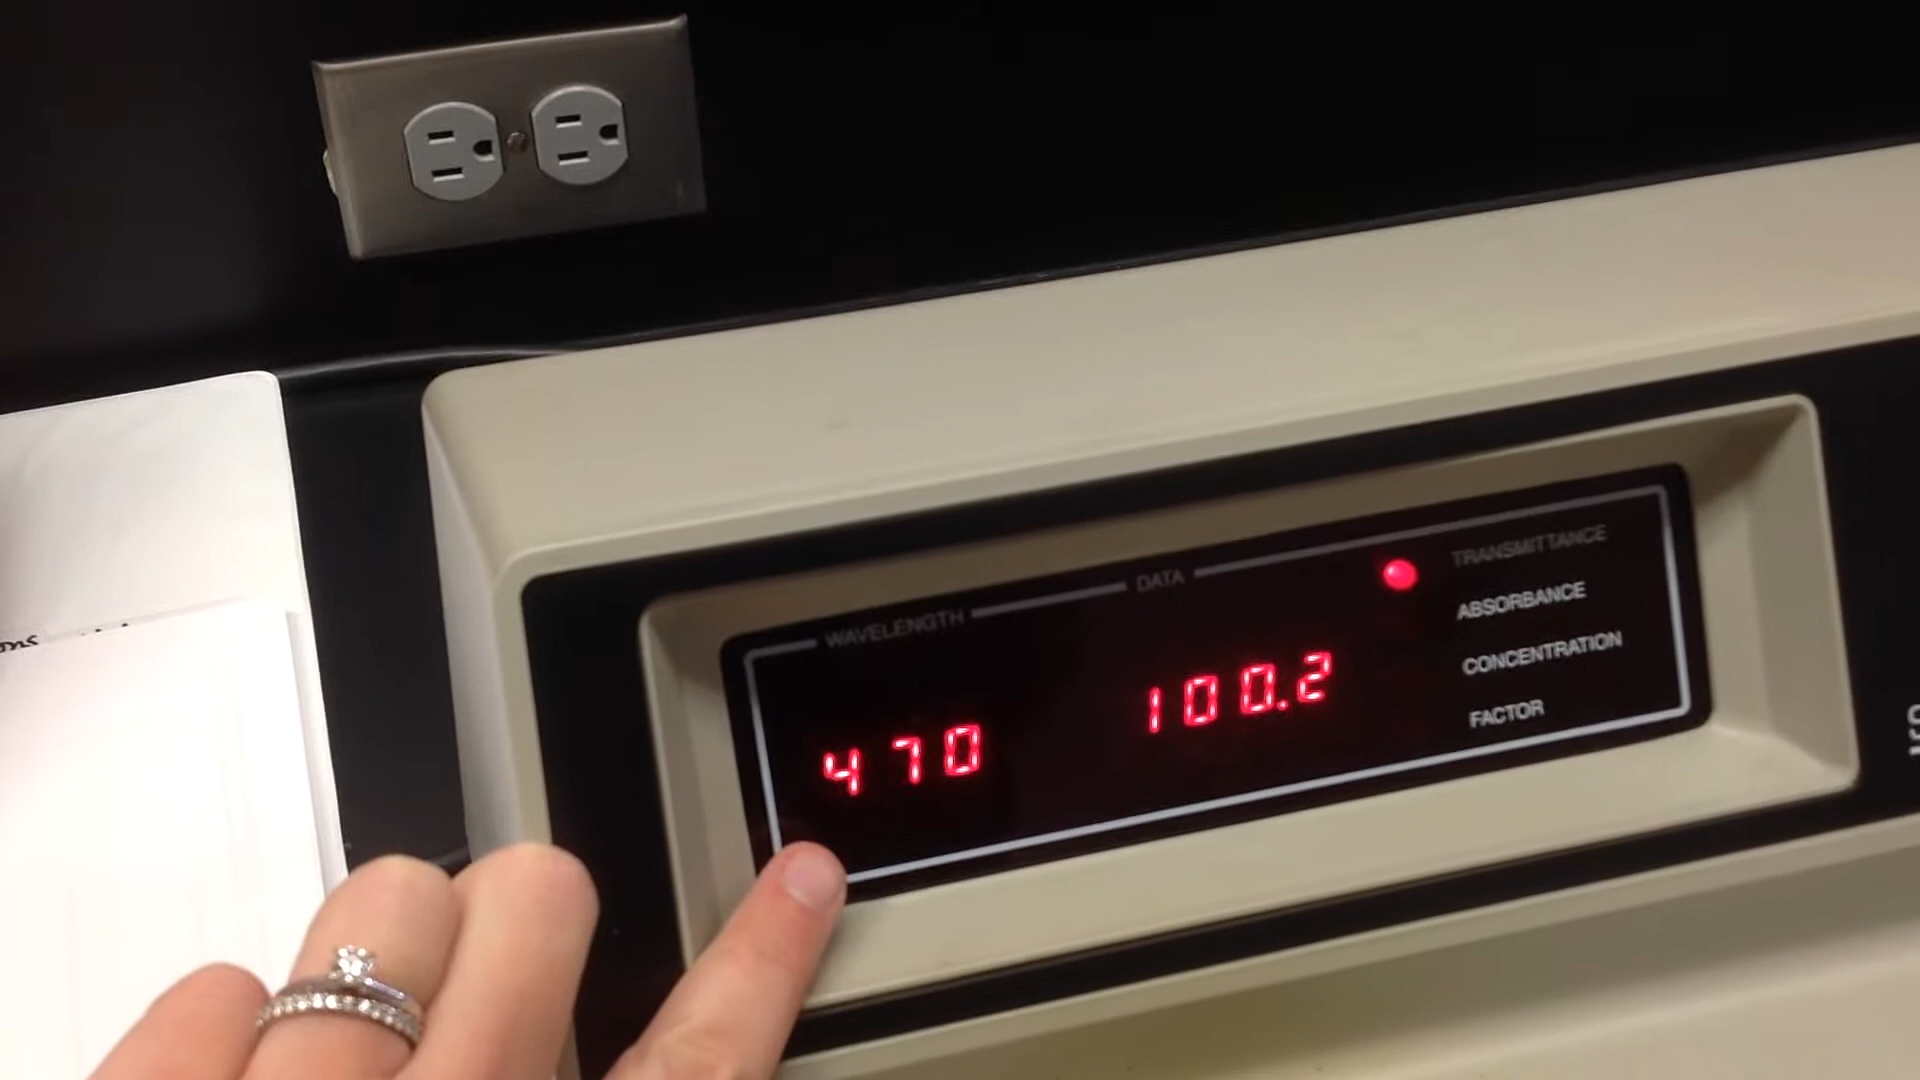 WAVELENGTH DATA
470 100.2
TRANSMITTANCE
ABSORBANCE
CONCENTRATION
FACTOR